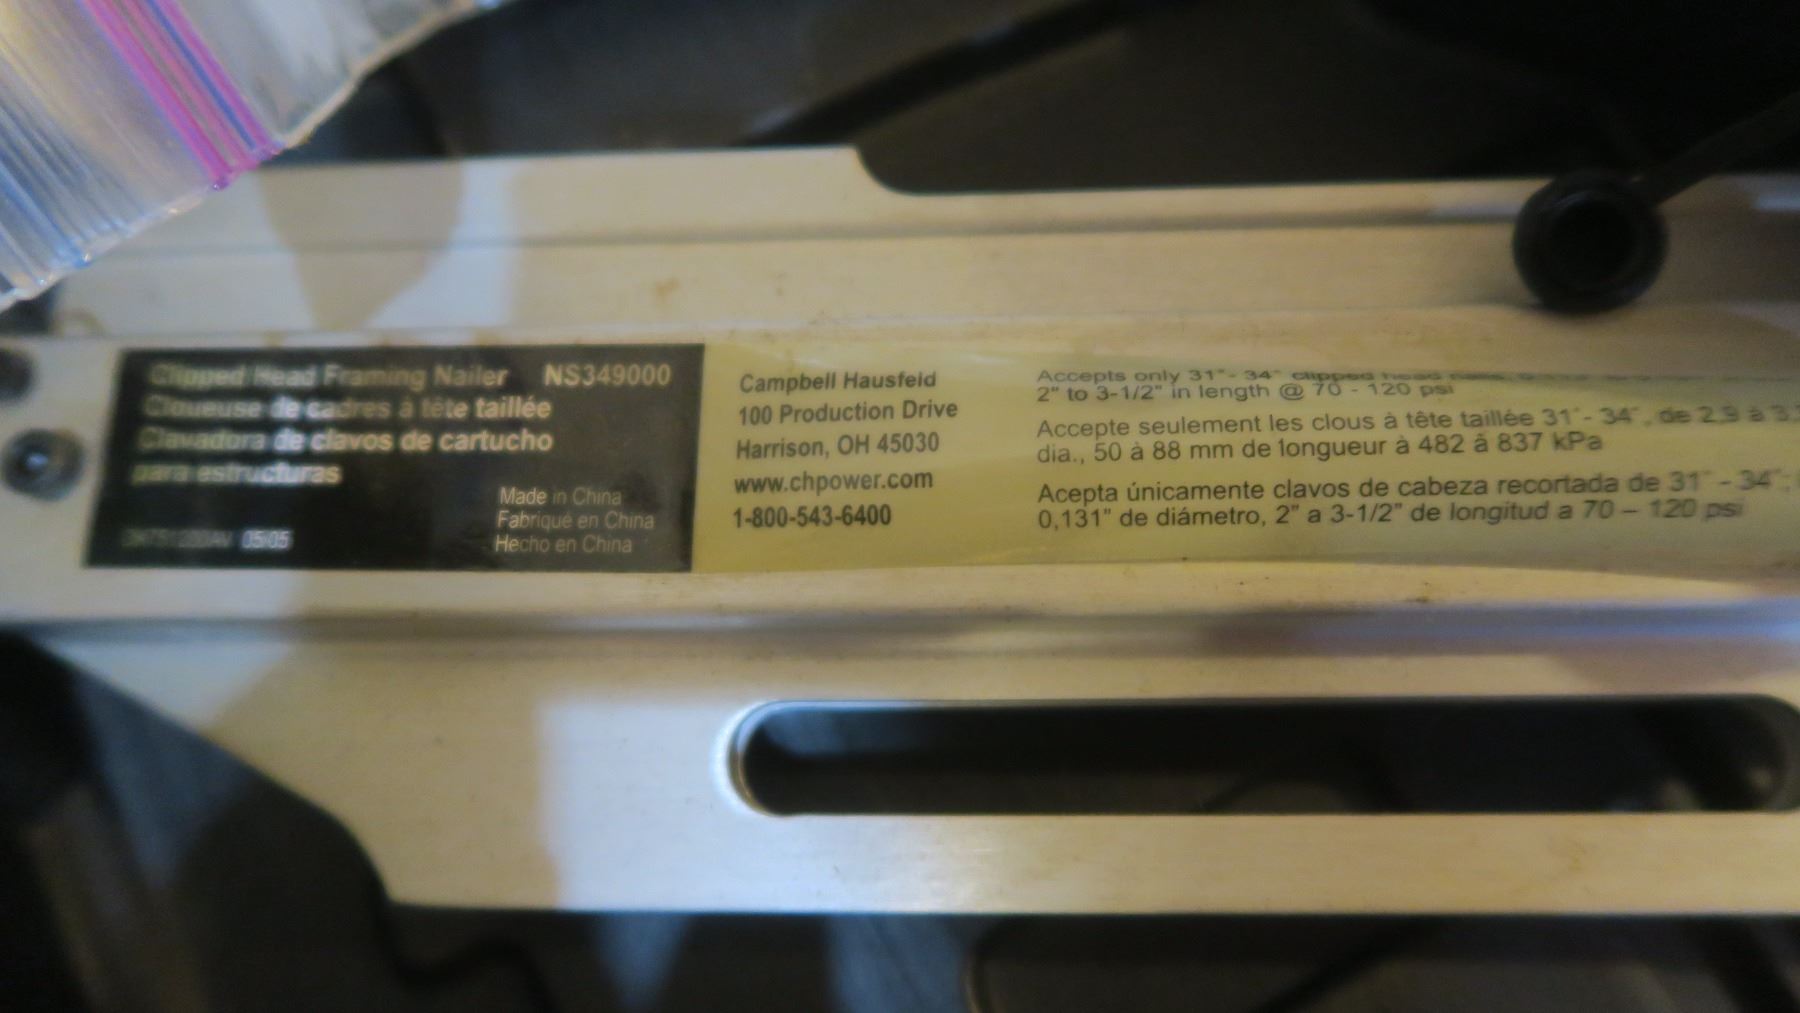 Clipped Head Framing Nailer NS349000
Cloueuse de cadres à tête taillée
Clavadora de clavos de cartucho
para estructuras
Made in China
Fabriqué en China
Hecho en China
05/05
Campbell Hausfeld
100 Production Drive
Harrison, OH 45030
www.chpower.com
1-800-543-6400
Accepts only 31°- 34° clipped head
2" to 3-1/2" in length @ 70 - 120 psi
Accepte seulement les clous à tête taillée 31°- 34°, de 2,9 à
dia., 50 à 88 mm de longueur à 482 à 837 kPa
Acepta únicamente clavos de cabeza recortada de 31° - 34°;
0,131" de diámetro, 2" a 3-1/2" de longitud a 70 – 120 psi